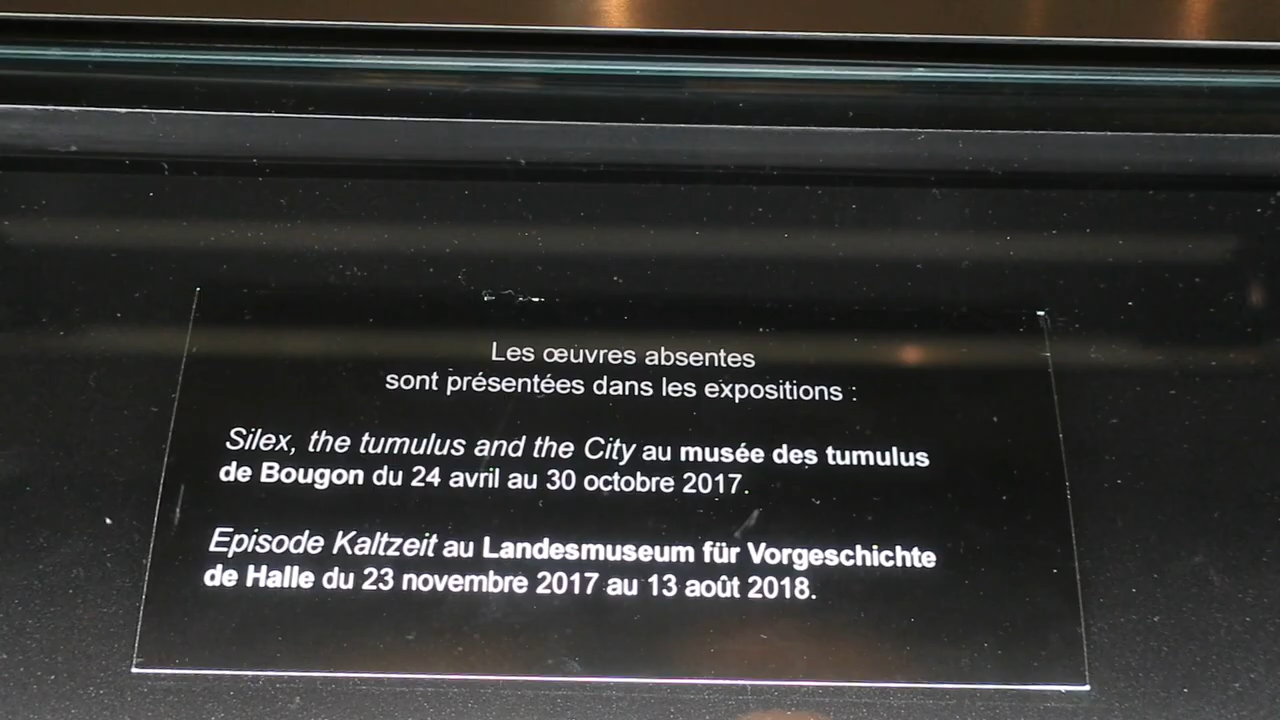 Les œuvres absentes
sont présentées dans les expositions :
Silex, the tumulus and the City au musée des tumulus
de Bougon du 24 avril au 30 octobre 2017.
Episode Kaltzeit au Landesmuseum für Vorgeschichte
de Halle du 23 novembre 2017 au 13 août 2018.